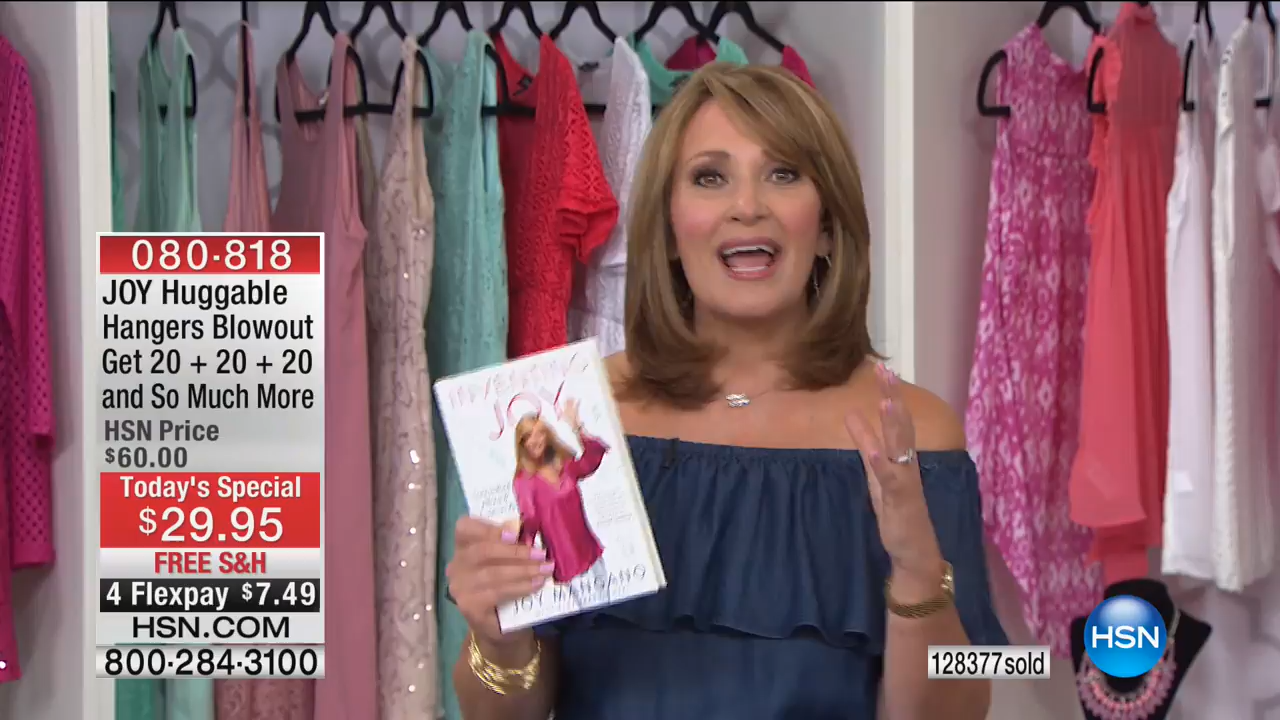 080-818
JOY Huggable
Hangers Blowout
Get 20 + 20 + 20
and So Much More
HSN Price
$60.00
Today's Special
$29.95
FREE S&H
4 Flexpay $7.49
HSN.COM
800-284-3100
INVENTING
JOY
JOY MANGANO
128377sold
HSN